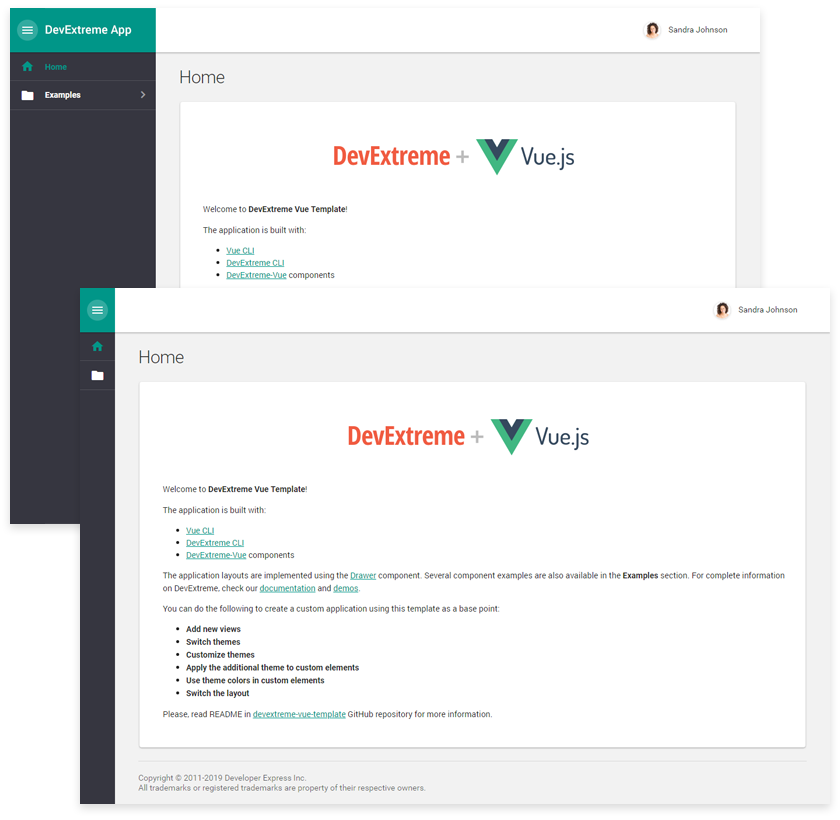 DevExtreme App
Sandra Johnson
Home
Examples
Home
DevExtreme + Vue.js
Welcome to DevExtreme Vue Template!
The application is built with:
Vue CLI
DevExtreme CLI
DevExtreme-Vue components
Sandra Johnson
Home
DevExtreme + Vue.js
Welcome to DevExtreme Vue Template!
The application is built with:
Vue CLI
DevExtreme CLI
DevExtreme-Vue components
The application layouts are implemented using the Drawer component. Several component examples are also available in the Examples section. For complete information
on DevExtreme, check our documentation and demos.
You can do the following to create a custom application using this template as a base point:
Add new views
Switch themes
Customize themes
Apply the additional theme to custom elements
Use theme colors in custom elements
Switch the layout
Please, read README in devextreme-vue-template GitHub repository for more information.
Copyright © 2011-2019 Developer Express Inc.
All trademarks or registered trademarks are property of their respective owners.